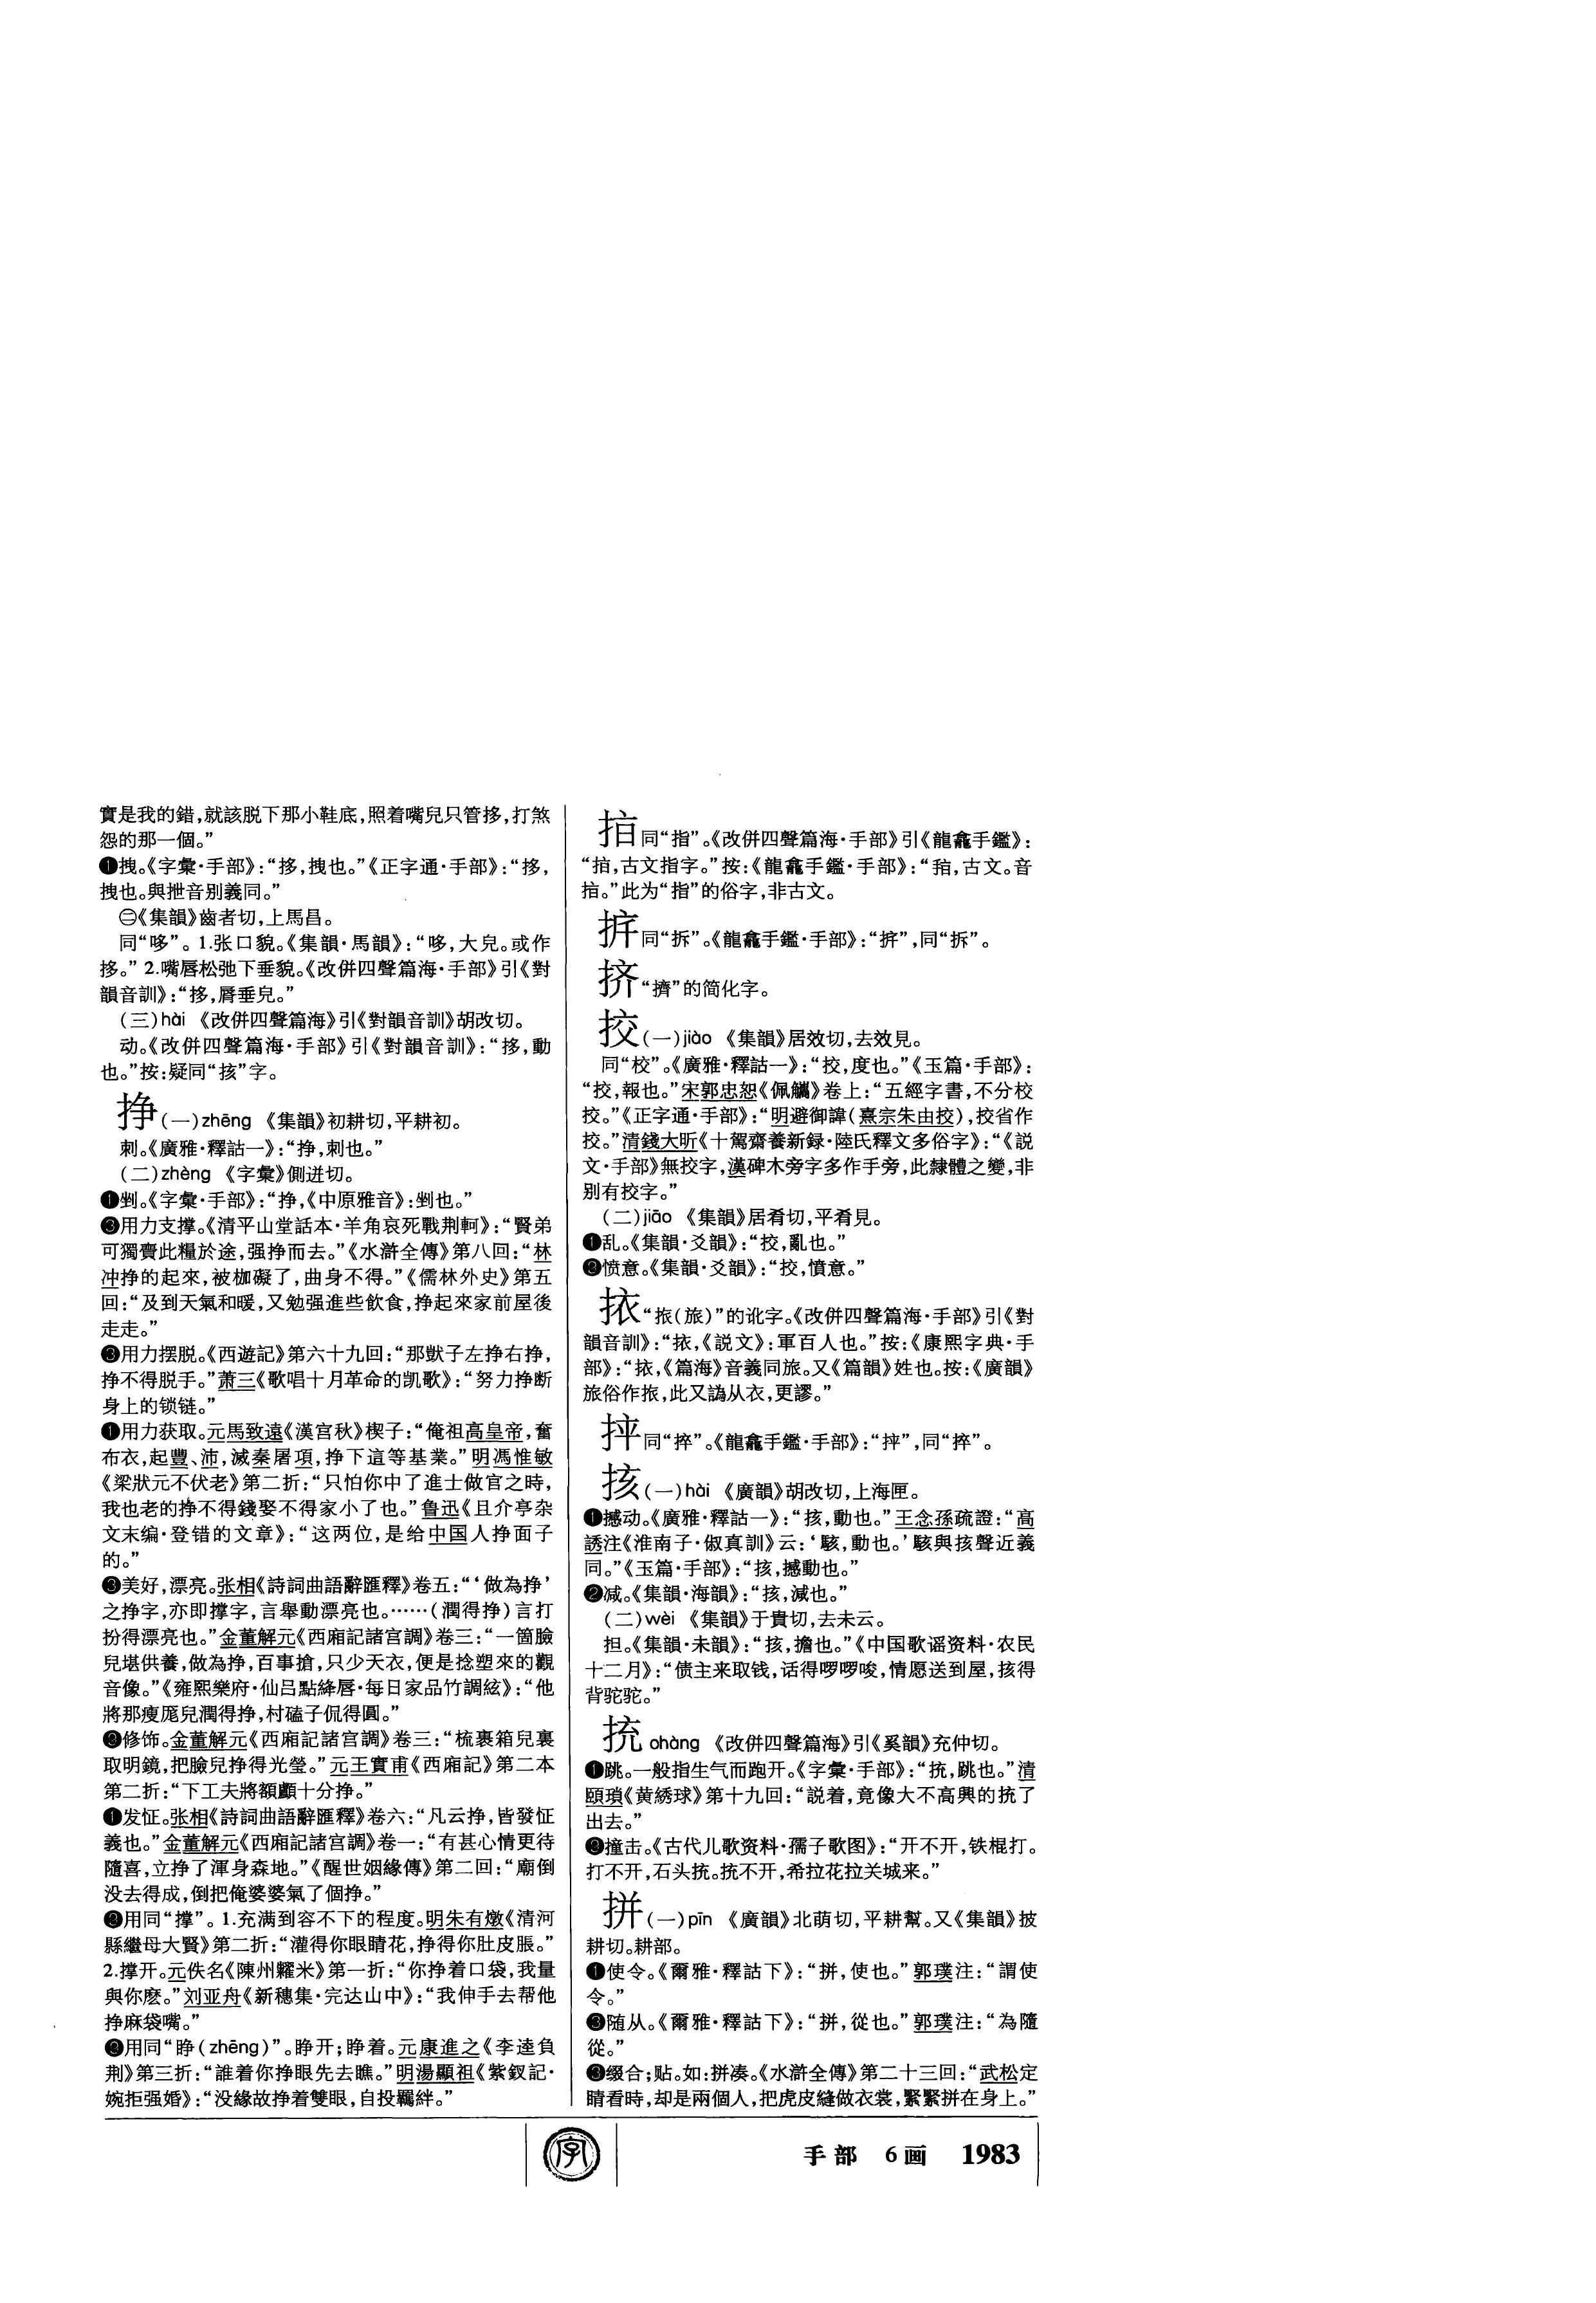 實是我的錯,就該脱下那小鞋底,照着嘴兒只管拸,打煞
怨的那一個。”
❶拽。《字彙·手部》:“拸,拽也。”《正字通·手部》:“拸,
拽也。與抴音别義同。”
㊁《集韻》齒者切,上馬昌。
同“哆”。1.张口貌。《集韻·馬韻》:“哆,大皃。或作
拸。” 2.嘴唇松弛下垂貌。《改併四聲篇海·手部》引《對
韻音訓》:“拸,脣垂皃。”
(三)hài 《改併四聲篇海》引《對韻音訓》胡改切。
动。《改併四聲篇海·手部》引《對韻音訓》:“拸,動
也。”按:疑同“㧡”字。
挣(一)zhēng 《集韻》初耕切,平耕初。
刺。《廣雅·釋詁一》:“挣,刺也。”
(二)zhèng 《字彙》側迸切。
❶剉。《字彙·手部》:“挣,《中原雅音》:剉也。”
❸用力支撑。《清平山堂話本·羊角哀死戰荆軻》:“賢弟
可獨賫此糧於途,强挣而去。”《水滸全傳》第八回:“林
冲挣的起來,被枷礙了,曲身不得。”《儒林外史》第五
回:“及到天氣和暖,又勉强進些飲食,挣起來家前屋後
走走。”
❸用力摆脱。《西遊記》第六十九回:“那獃子左挣右挣,
挣不得脱手。”萧三《歌唱十月革命的凯歌》:“努力挣断
身上的锁链。”
❶用力获取。元馬致遠《漢宫秋》楔子:“俺祖高皇帝,奮
布衣,起豐、沛,滅秦屠項,挣下這等基業。”明馮惟敏
《梁狀元不伏老》第二折:“只怕你中了進士做官之時,
我也老的挣不得錢娶不得家小了也。”鲁迅《且介亭杂
文末编·登错的文章》:“这两位,是给中国人挣面子
的。”
❸美好,漂亮。张相《詩詞曲語辭匯釋》卷五:“‘做為挣’
之挣字,亦即撑字,言舉動漂亮也。……(潤得挣)言打
扮得漂亮也。”金董解元《西廂記諸宫調》卷三:“一箇臉
兒堪供養,做為挣,百事搶,只少天衣,便是捻塑來的觀
音像。”《雍熙樂府·仙吕點絳唇·每日家品竹調絃》:“他
將那瘦厖兒潤得挣,村磕子侃得圓。”
❷修饰。金董解元《西廂記諸宫調》卷三:“梳裹箱兒裏
取明鏡,把臉兒挣得光瑩。”元王實甫《西廂記》第二本
第二折:“下工夫將額顱十分挣。”
❶发怔。张相《詩詞曲語辭匯釋》卷六:“凡云挣,皆發怔
義也。”金董解元《西廂記諸宫調》卷一:“有甚心情更待
隨喜,立挣了渾身森地。”《醒世姻緣傳》第二回:“廟倒
没去得成,倒把俺婆婆氣了個挣。”
❷用同“撑”。1.充满到容不下的程度。明朱有燉《清河
縣繼母大賢》第二折:“灌得你眼睛花,挣得你肚皮脹。”
2.撑开。元佚名《陳州糶米》第一折:“你挣着口袋,我量
與你麽。”刘亚舟《新穗集·完达山中》:“我伸手去帮他
挣麻袋嘴。”
❷用同“睁(zhēng)”。睁开;睁着。元康進之《李逵負
荆》第三折:“誰着你挣眼先去瞧。”明湯顯祖《紫釵記·
婉拒强婚》:“没緣故挣着雙眼,自投羈絆。”
同“指”。《改併四聲篇海·手部》引《龍龕手鑑》:
古文指字。”按:《龍龕手鑑·手部》:古文。音
此为“指”的俗字,非古文。
㧸同“拆”。《龍龕手鑑·手部》:同“拆”。
挤“擠”的简化字。
挍(一)jiào 《集韻》居效切,去效見。
同“校”。《廣雅·釋詁一》:“挍,度也。”《玉篇·手部》:
“挍,報也。”宋郭忠恕《佩觿》卷上:“五經字書,不分校
挍。”《正字通·手部》:“明避御諱(熹宗朱由挍),校省作
挍。”清錢大昕《十駕齋養新録·陸氏釋文多俗字》:“《説
文·手部》無挍字,漢碑木旁字多作手旁,此隸體之變,非
别有挍字。”
(二)jiāo 《集韻》居肴切,平肴見。
❶乱。《集韻·爻韻》:“挍,亂也。”
❷愤意。《集韻·爻韻》:“挍,憤意。”
挔“㧊(旅)”的讹字。《改併四聲篇海·手部》引《對
韻音訓》:“挔,《説文》:軍百人也。”按:《康熙字典·手
部》:“挔,《篇海》音義同旅。又《篇韻》姓也。按:《廣韻》
旅俗作㧊,此又譌从衣,更謬。”
同“捽”。《龍龕手鑑·手部》:同“捽”。
㧡(一)hài 《廣韻》胡改切,上海匣。
❶撼动。《廣雅·釋詁一》:“㧡,動也。”王念孫疏證:“高
誘注《淮南子·俶真訓》云:‘駭,動也。’駭與㧡聲近義
同。”《玉篇·手部》:“㧡,撼動也。”
❷减。《集韻·海韻》:“㧡,減也。”
(二)wèi 《集韻》于貴切,去未云。
担。《集韻·未韻》:“㧡,擔也。”《中国歌谣资料·农民
十二月》:“债主来取钱,话得啰啰唆,情愿送到屋,㧡得
背驼驼。”
㧤 ohàng 《改併四聲篇海》引《奚韻》充仲切。
❶跳。一般指生气而跑开。《字彙·手部》:“㧤,跳也。”清
頤瑣《黄綉球》第十九回:“説着,竟像大不高興的㧤了
出去。”
❷撞击。《古代儿歌资料·孺子歌图》:“开不开,铁棍打。
打不开,石头㧤。㧤不开,希拉花拉关城来。”
拼(一)pīn 《廣韻》北萌切,平耕幫。又《集韻》披
耕切。耕部。
❶使令。《爾雅·釋詁下》:“拼,使也。”郭璞注:“謂使
令。”
❸随从。《爾雅·釋詁下》:“拼,從也。”郭璞注:“為隨
從。”
❸缀合;贴。如:拼凑。《水滸全傳》第二十三回:“武松定
睛看時,却是兩個人,把虎皮縫做衣裳,緊緊拼在身上。”
字
手部 6画 1983